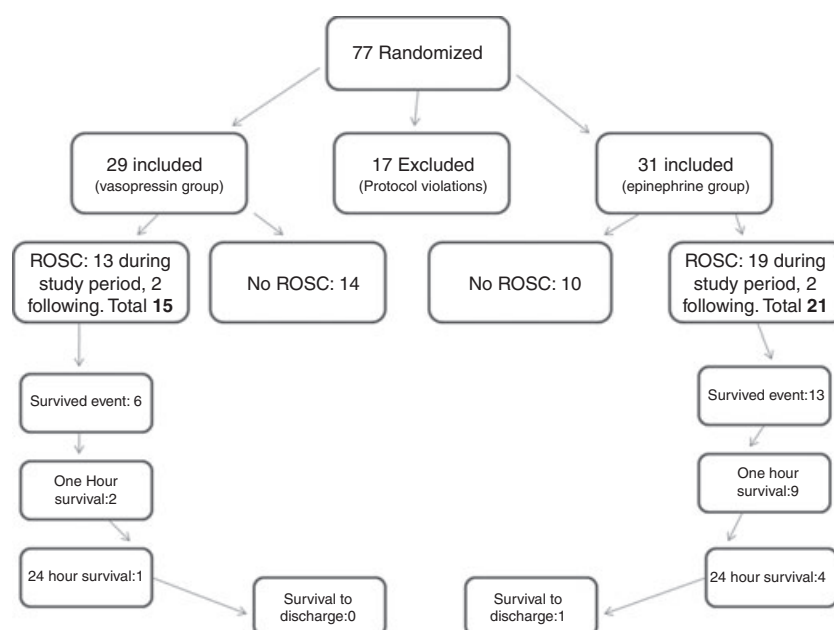 77 Randomized
29 included
(vasopressin group)
17 Excluded
(Protocol violations)
31 included
(epinephrine group)
ROSC: 13 during
study period, 2
following. Total 15
No ROSC: 14
No ROSC: 10
ROSC: 19 during
study period, 2
following. Total 21
Survived event: 6
Survived event:13
One Hour
survival:2
One hour
survival:9
24 hour survival:1
24 hour survival:4
Survival to
discharge:0
Survival to
discharge:1